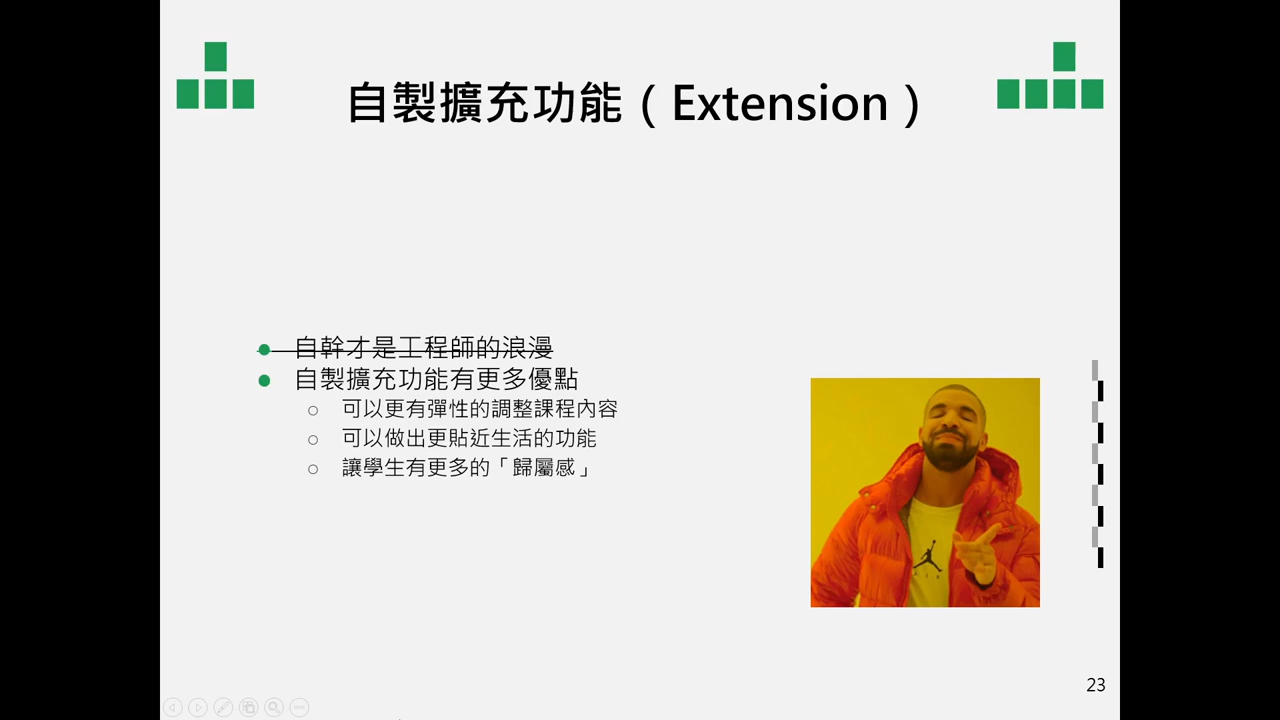 自製擴充功能（Extension）
自幹才是工程師的浪漫
自製擴充功能有更多優點
可以更有彈性的調整課程內容
可以做出更貼近生活的功能
讓學生有更多的「歸屬感」
AIR
23